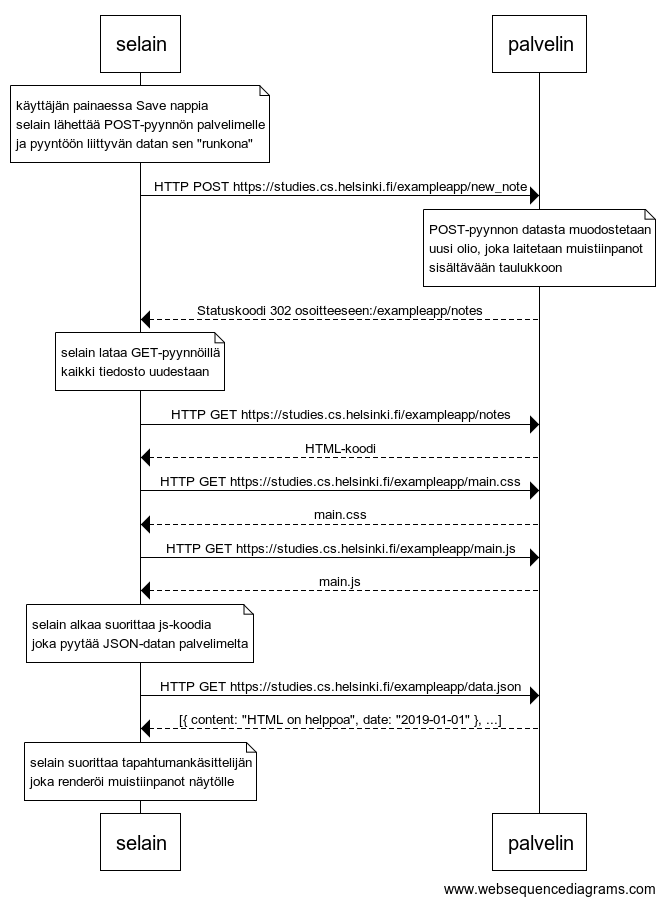 selain
palvelin
käyttäjän painaessa Save nappia
selain lähettää POST-pyynnön palvelimelle
ja pyyntöön liittyvän datan sen "runkona"
HTTP POST https://studies.cs.helsinki.fi/exampleapp/new_note
POST-pyynnon datasta muodostetaan
uusi olio, joka laitetaan muistiinpanot
sisältävään taulukkoon
Statuskoodi 302 osoitteeseen:/exampleapp/notes
selain lataa GET-pyynnöillä
kaikki tiedosto uudestaan
HTTP GET https://studies.cs.helsinki.fi/exampleapp/notes
HTML-koodi
HTTP GET https://studies.cs.helsinki.fi/exampleapp/main.css
main.css
HTTP GET https://studies.cs.helsinki.fi/exampleapp/main.js
main.js
selain alkaa suorittaa js-koodia
joka pyytää JSON-datan palvelimelta
HTTP GET https://studies.cs.helsinki.fi/exampleapp/data.json
[{ content: "HTML on helppoa", date: "2019-01-01" }, ...]
selain suorittaa tapahtumankäsittelijän
joka renderöi muistiinpanot näytölle
selain
palvelin
www.websequencediagrams.com